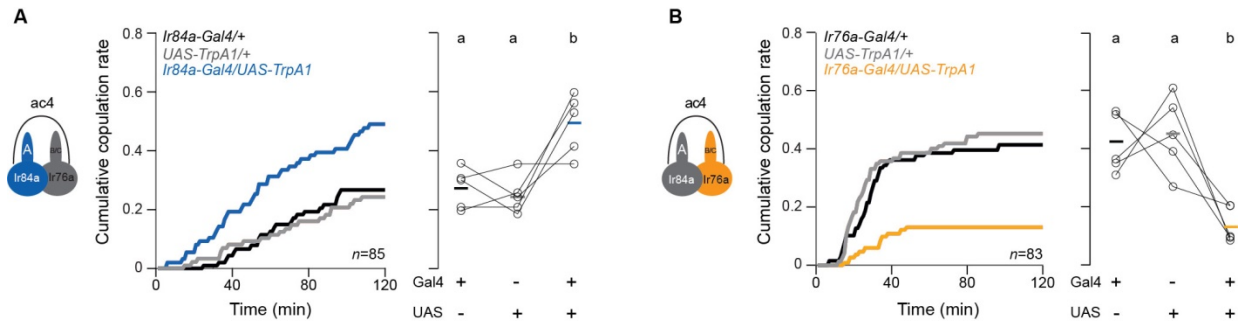 A
ac4
A
B/C
Ir84a
Ir76a
Cumulative copulation rate
0.8
0.6
0.4
0.2
0
Ir84a-Gal4/+
UAS-TrpA1/+
Ir84a-Gal4/UAS-TrpA1
n=85
40
80
120
Time (min)
a
a
b
Gal4
+
-
+
UAS
-
+
+
B
ac4
A
B/C
Ir84a
Ir76a
Cumulative copulation rate
0.8
0.6
0.4
0.2
0
Ir76a-Gal4/+
UAS-TrpA1/+
Ir76a-Gal4/UAS-TrpA1
n=83
40
80
120
Time (min)
a
a
b
Gal4
+
-
+
UAS
-
+
+